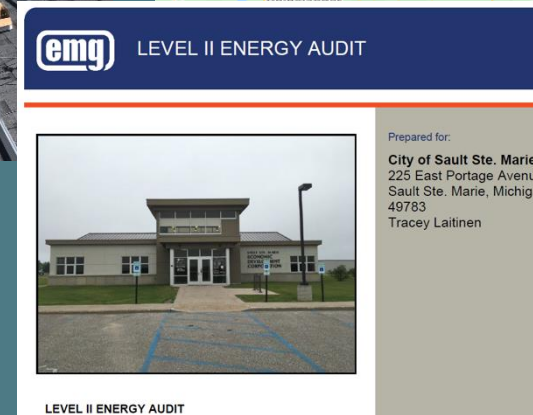 emg
LEVEL II ENERGY AUDIT
Prepared for:
City of Sault Ste. Marie
225 East Portage Avenu
Sault Ste. Marie, Michig
49783
Tracey Laitinen
ECONOMIC
DEVELOPMENT
CORPORATION
LEVEL II ENERGY AUDIT